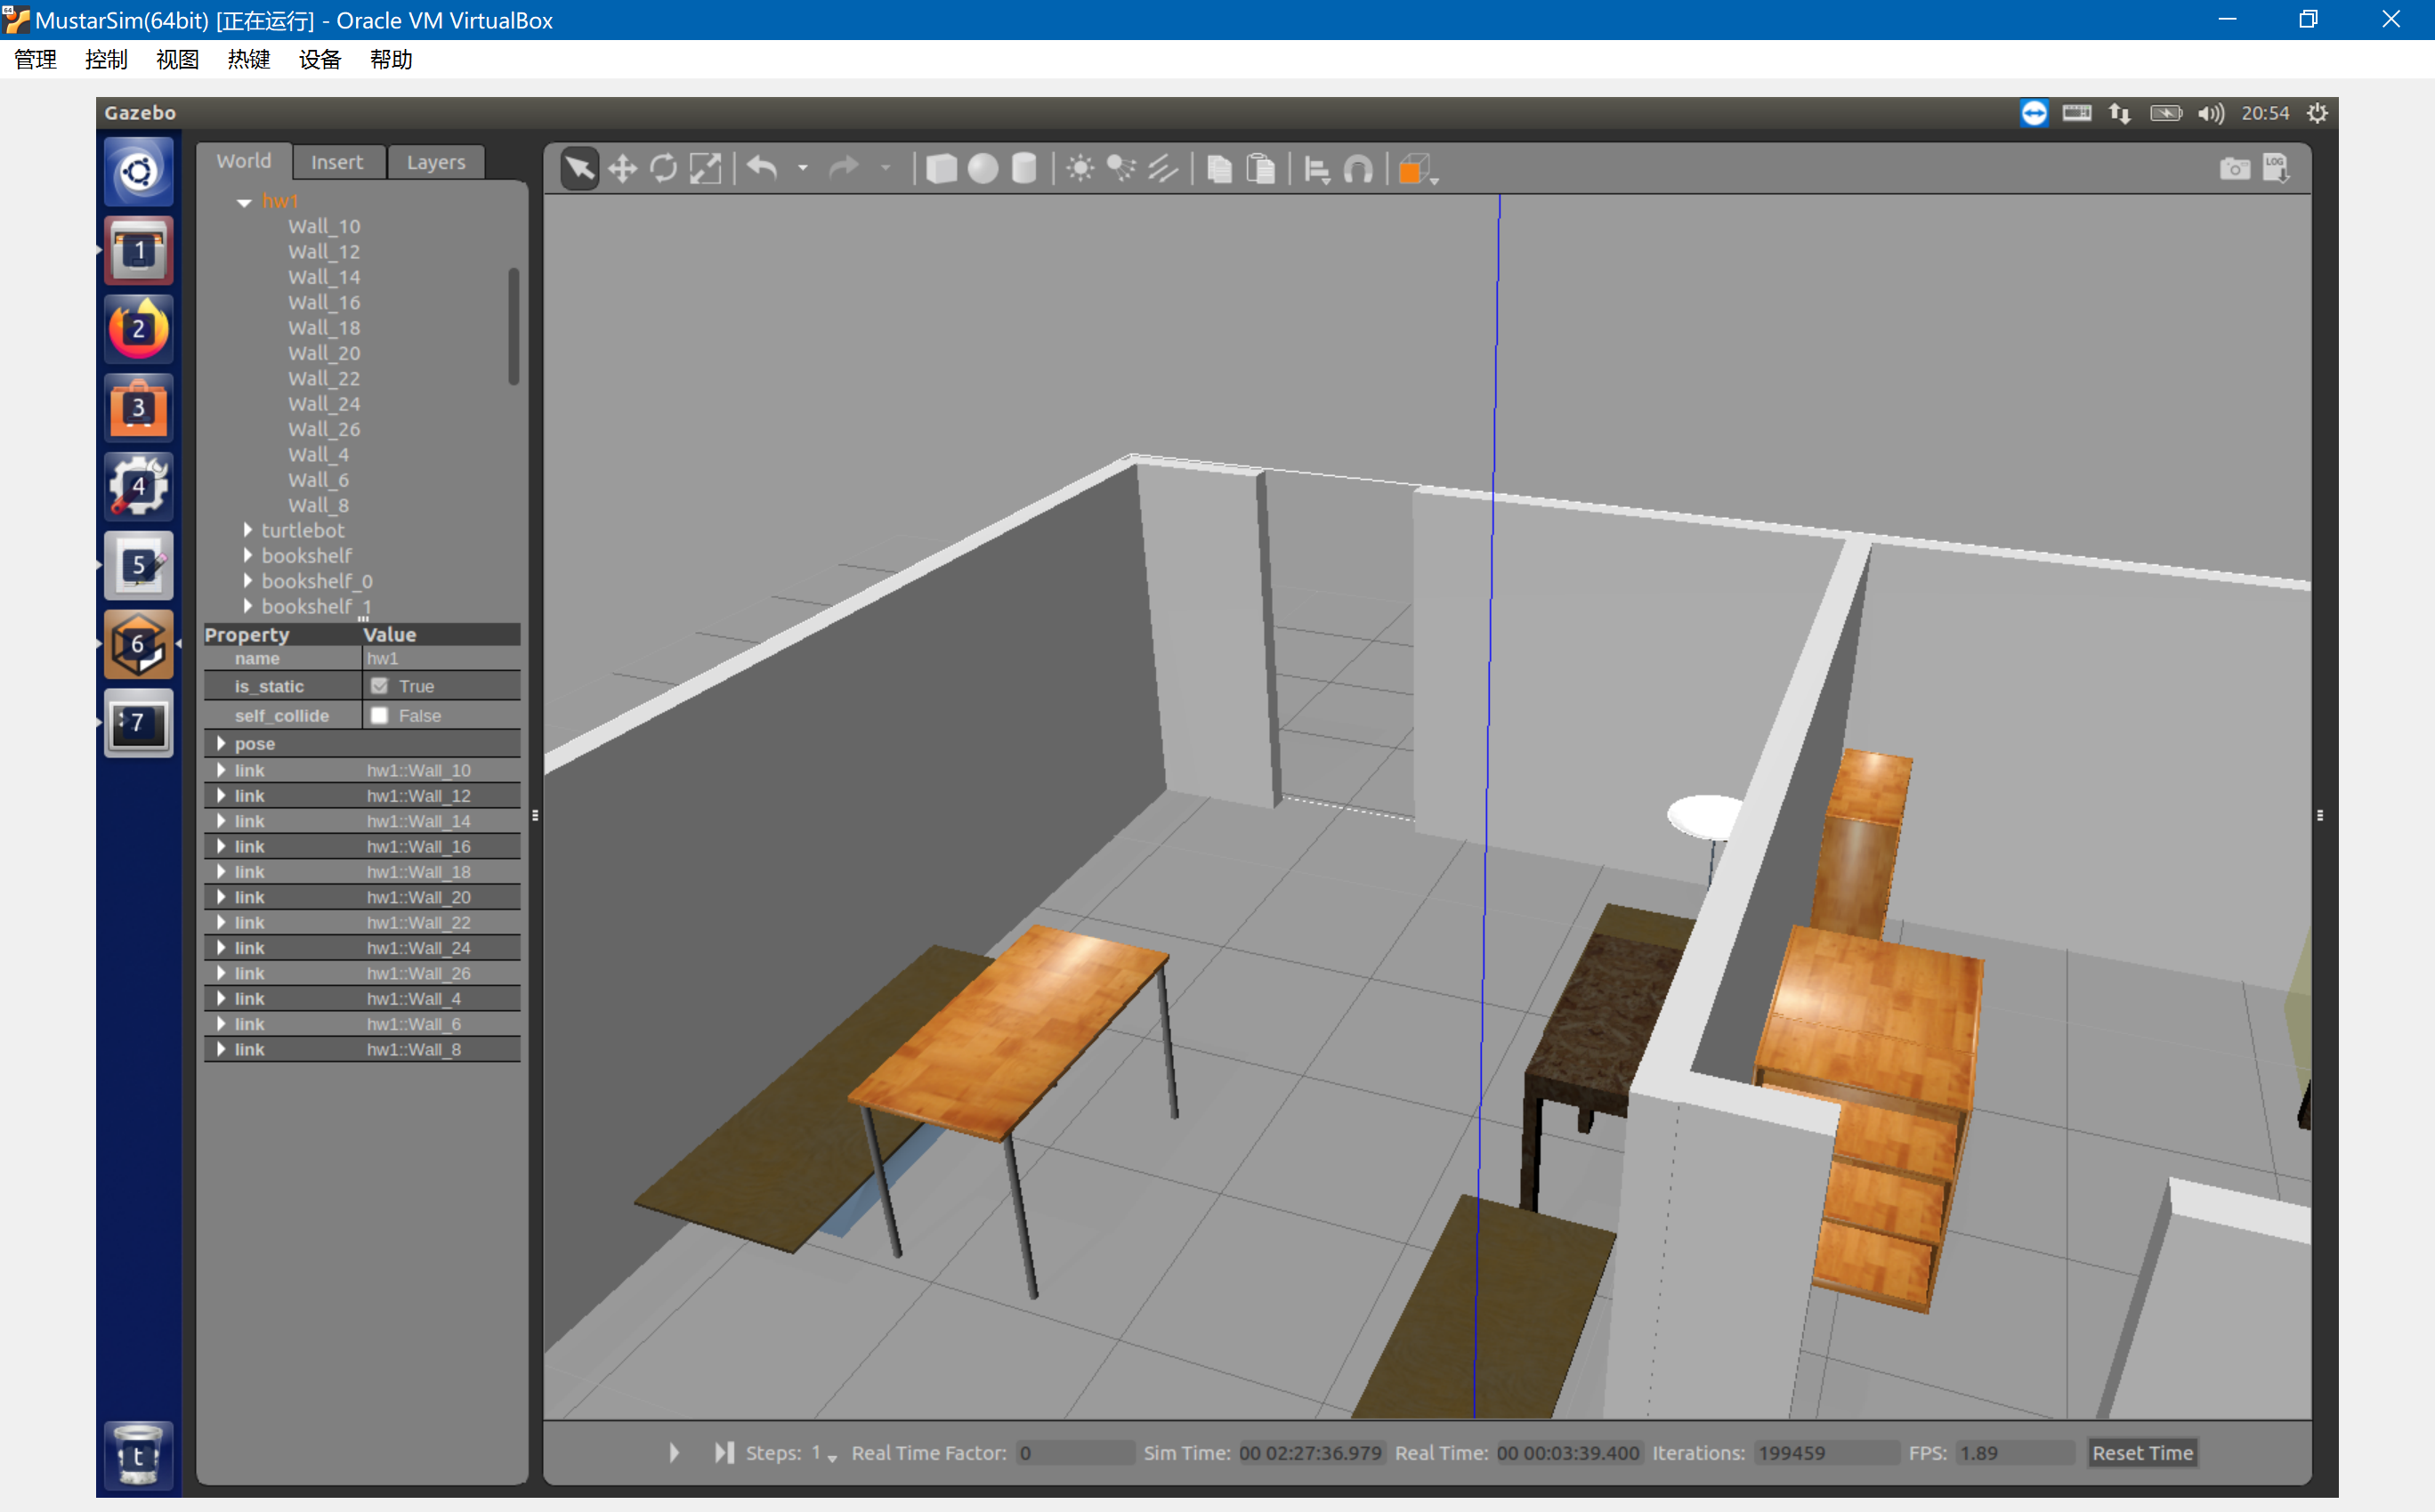 MustarSim(64bit) [正在运行] - Oracle VM VirtualBox
管理 控制 视图 热键 设备 帮助
Gazebo
20:54
World Insert Layers
LOG
hw1
Wall_10
Wall_12
Wall_14
Wall_16
Wall_18
Wall_20
Wall_22
Wall_24
Wall_26
Wall_4
Wall_6
Wall_8
turtlebot
bookshelf
bookshelf_0
bookshelf_1
Property Value
name hw1
is_static True
self_collide False
pose
link hw1::Wall_10
link hw1::Wall_12
link hw1::Wall_14
link hw1::Wall_16
link hw1::Wall_18
link hw1::Wall_20
link hw1::Wall_22
link hw1::Wall_24
link hw1::Wall_26
link hw1::Wall_4
link hw1::Wall_6
link hw1::Wall_8
1
2
3
4
5
6
7
t
Steps: 1 Real Time Factor: 0 Sim Time: 00 02:27:36.979 Real Time: 00 00:03:39.400 Iterations: 199459 FPS: 1.89 Reset Time